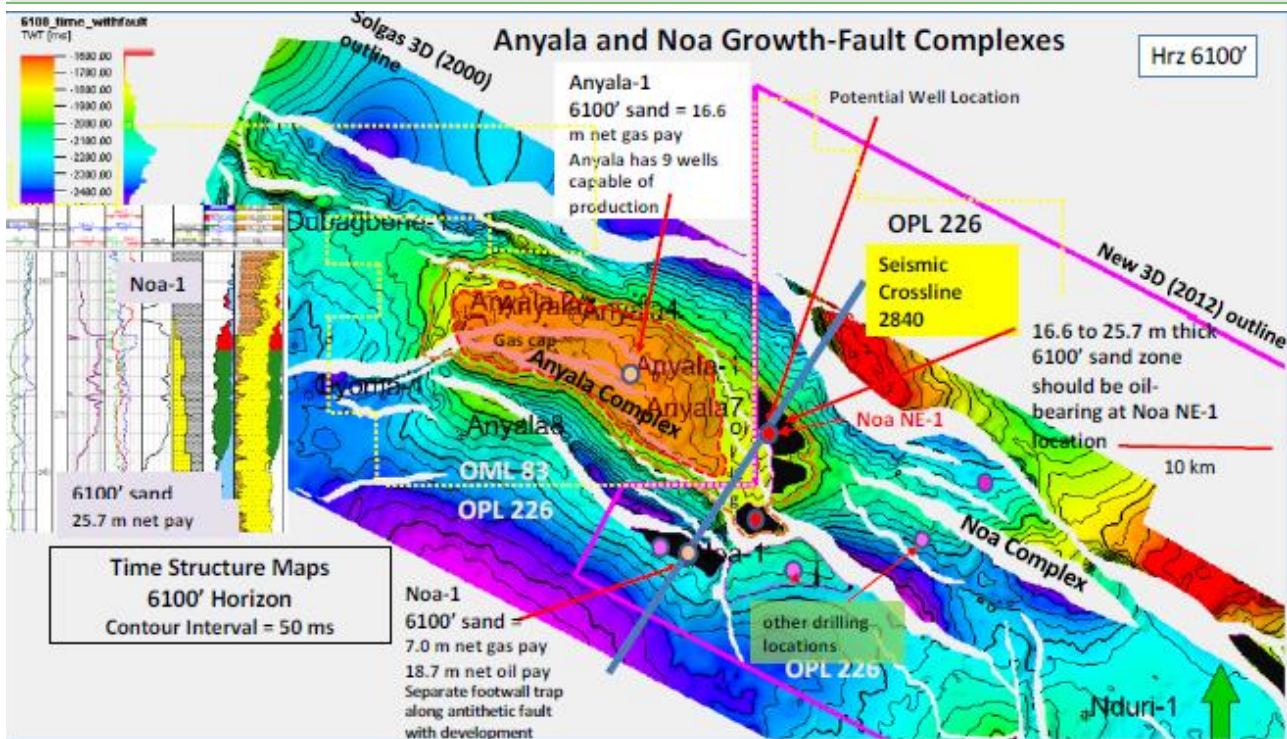 6100_time_withfault
TWT [ms]
-1600.00
-1700.00
-1800.00
-1900.00
-2000.00
-2100.00
-2200.00
-2300.00
-2400.00
Solgas 3D (2000)
outline
Anyala and Noa Growth-Fault Complexes
Hrz 6100'
Anyala-1
6100' sand = 16.6
m net gas pay
Anyala has 9 wells
capable of
production
Potential Well Location
OPL 226
New 3D (2012) outline
Seismic
Crossline
2840
16.6 to 25.7 m thick
6100' sand zone
should be oil-
bearing at Noa NE-1
location
10 km
Noa NE-1
Noa-1
6100' sand
25.7 m net pay
Dubagbone-1
Anyala4
Gas cap
Anyala-1
Anyala Complex
Anyala7
Anyala8
OML 83
OPL 226
Noa-1
Noa Complex
Time Structure Maps
6100' Horizon
Contour Interval = 50 ms
Noa-1
6100' sand =
7.0 m net gas pay
18.7 m net oil pay
Separate footwall trap
along antithetic fault
with development
other drilling
locations
OPL 226
Nduri-1